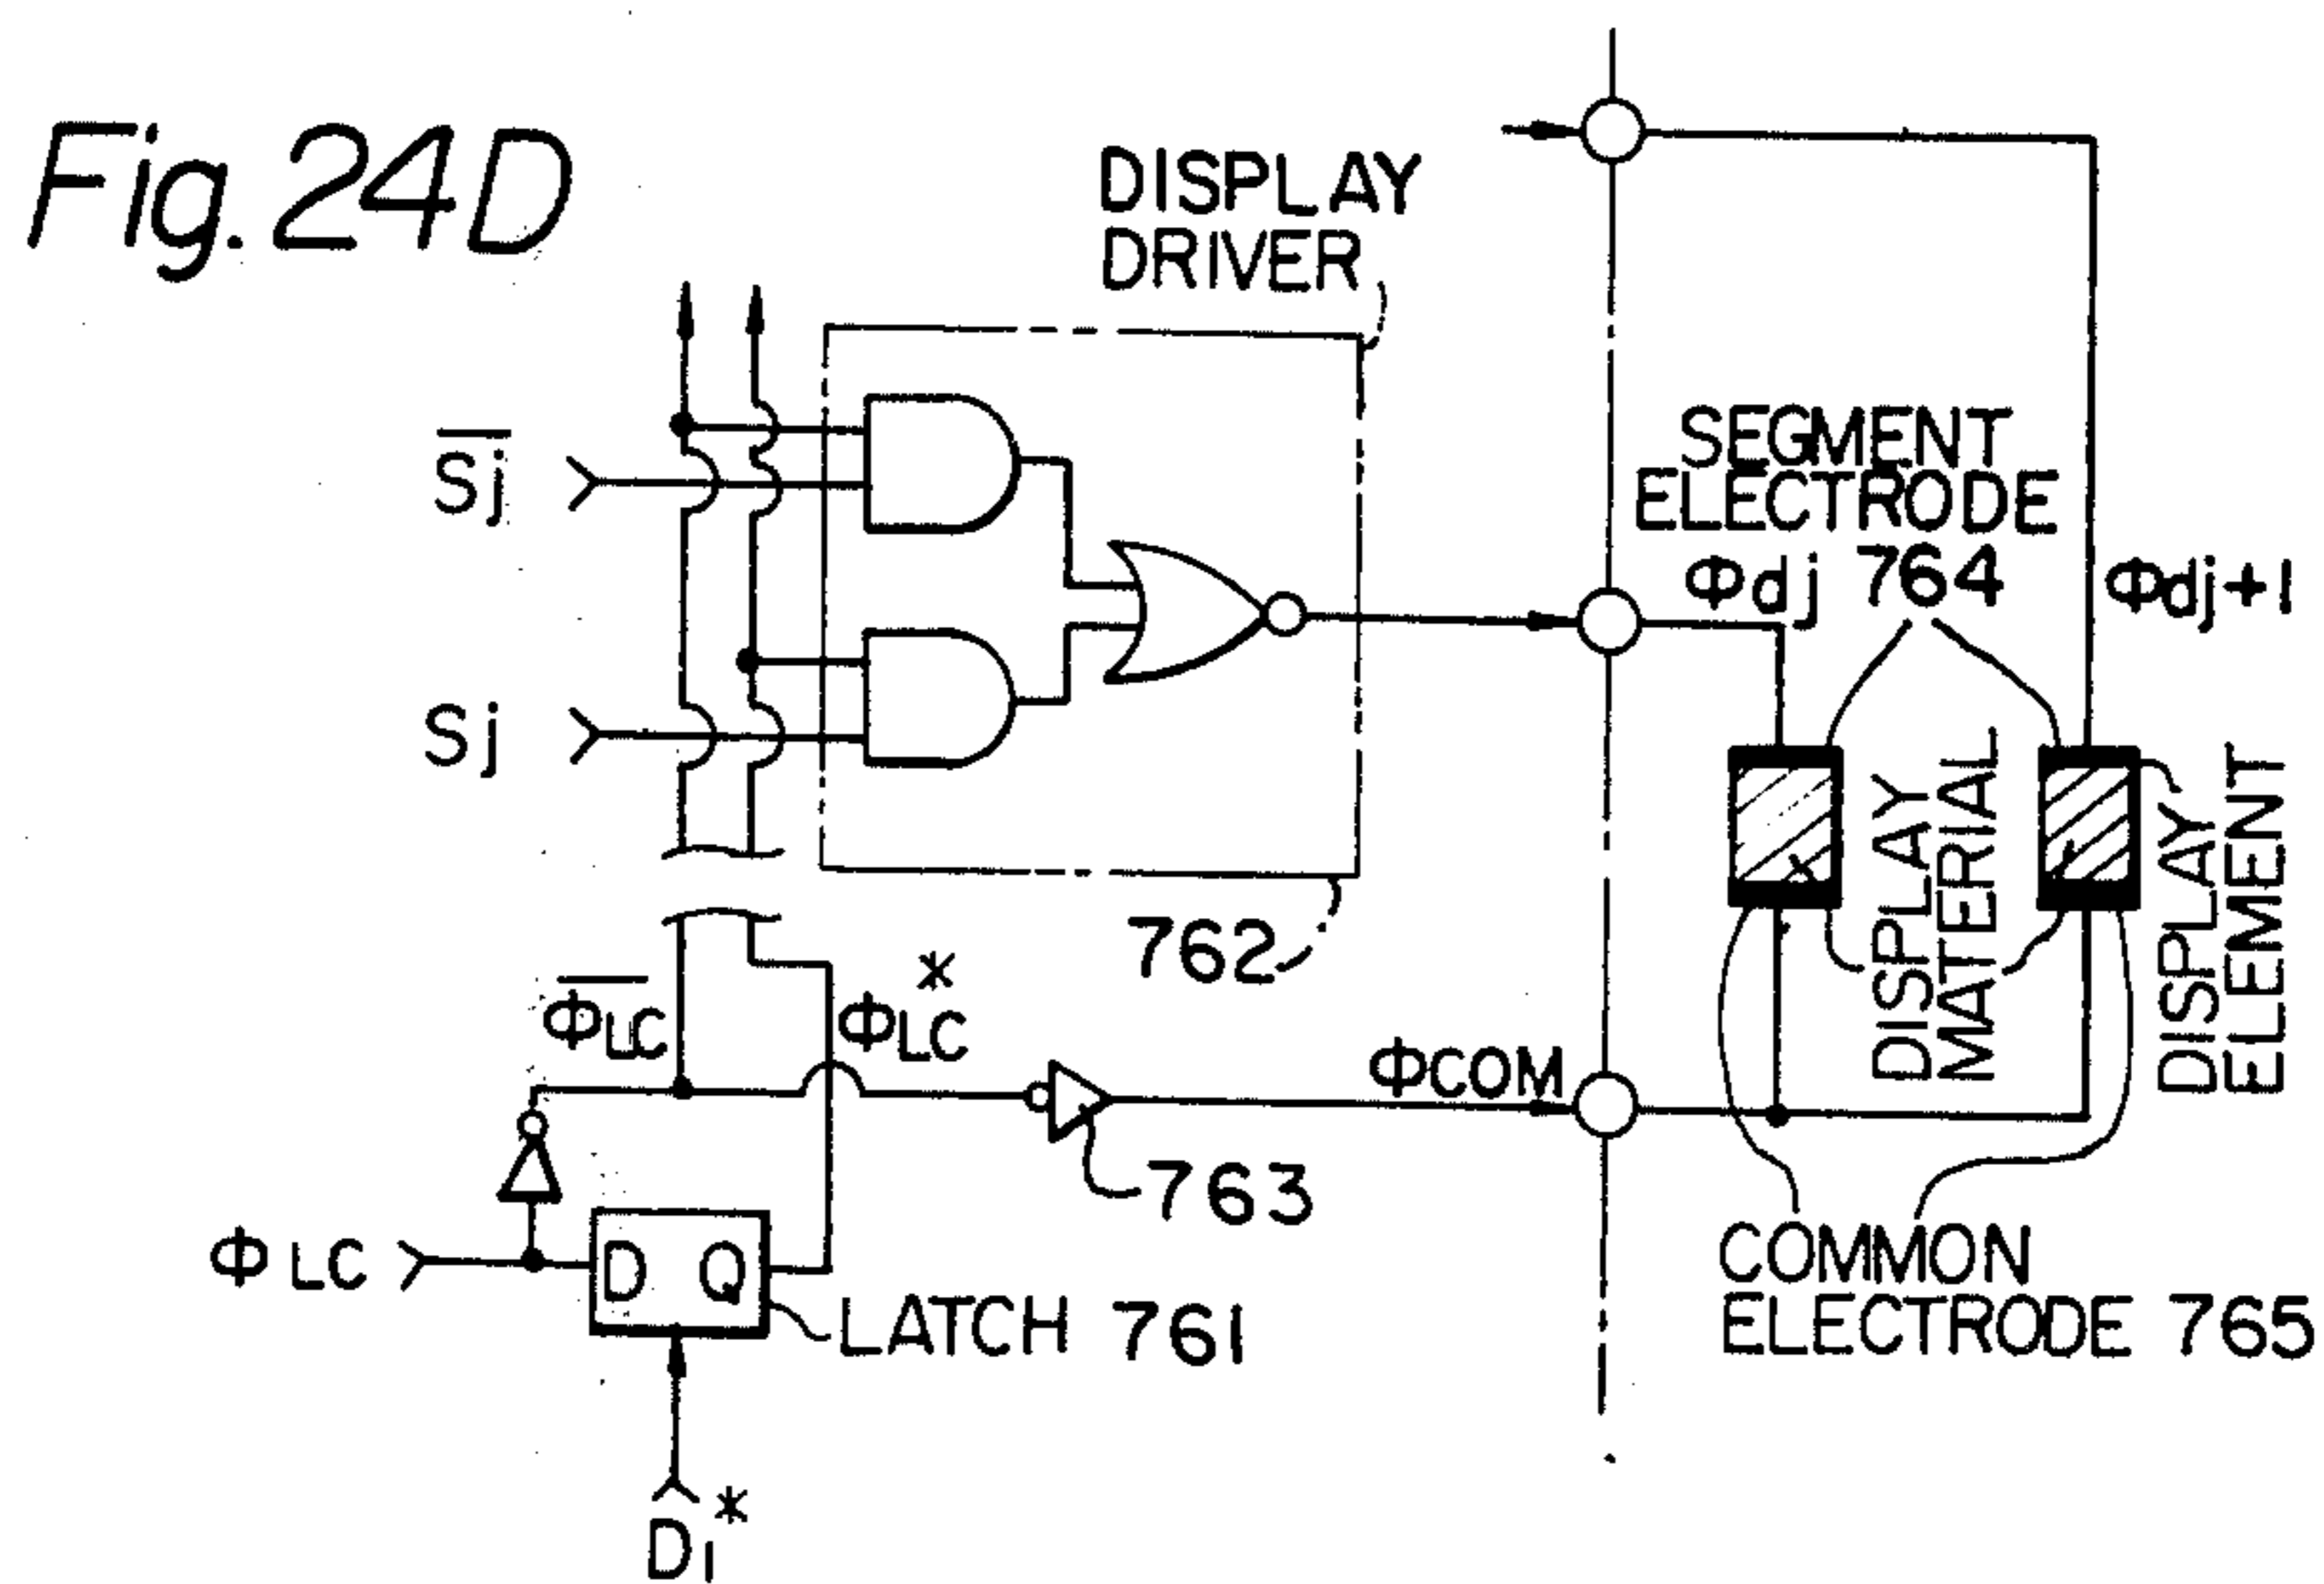 Fig. 24D
DISPLAY
DRIVER
S̅j̅
Sj
SEGMENT
ELECTRODE
Φdj 764 Φdj+1
762
DISPLAY
MATERIAL
DISPLAY
ELEMENT
Φ̅L̅C̅
ΦLC*
ΦCOM
763
ΦLC
D Q
LATCH 761
COMMON
ELECTRODE 765
D1*